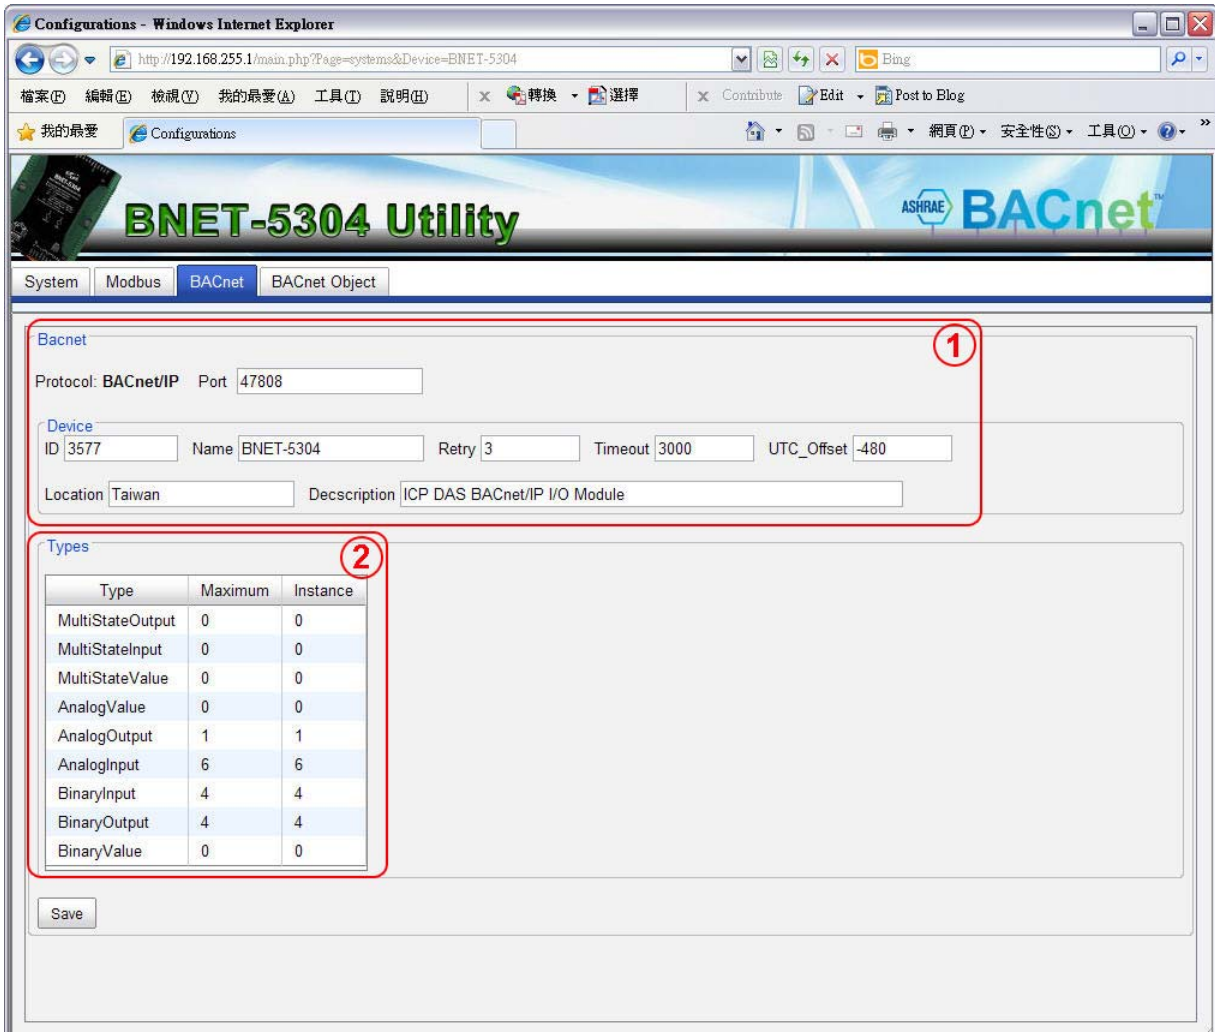 Configurations - Windows Internet Explorer
http://192.168.255.1/main.php?Page=systems&Device=BNET-5304 Bing
檔案(F) 編輯(E) 檢視(V) 我的最愛(A) 工具(T) 說明(H) x 轉換 選擇 x Contribute Edit Post to Blog
我的最愛 Configurations 網頁(P) 安全性(S) 工具(O) »
BNET-5304 Utility ASHRAE BACnet™
System Modbus BACnet BACnet Object
Bacnet 1
Protocol: BACnet/IP Port 47808
Device
ID 3577 Name BNET-5304 Retry 3 Timeout 3000 UTC_Offset -480
Location Taiwan Decscription ICP DAS BACnet/IP I/O Module
Types 2
Type Maximum Instance
MultiStateOutput 0 0
MultiStateInput 0 0
MultiStateValue 0 0
AnalogValue 0 0
AnalogOutput 1 1
AnalogInput 6 6
BinaryInput 4 4
BinaryOutput 4 4
BinaryValue 0 0
Save